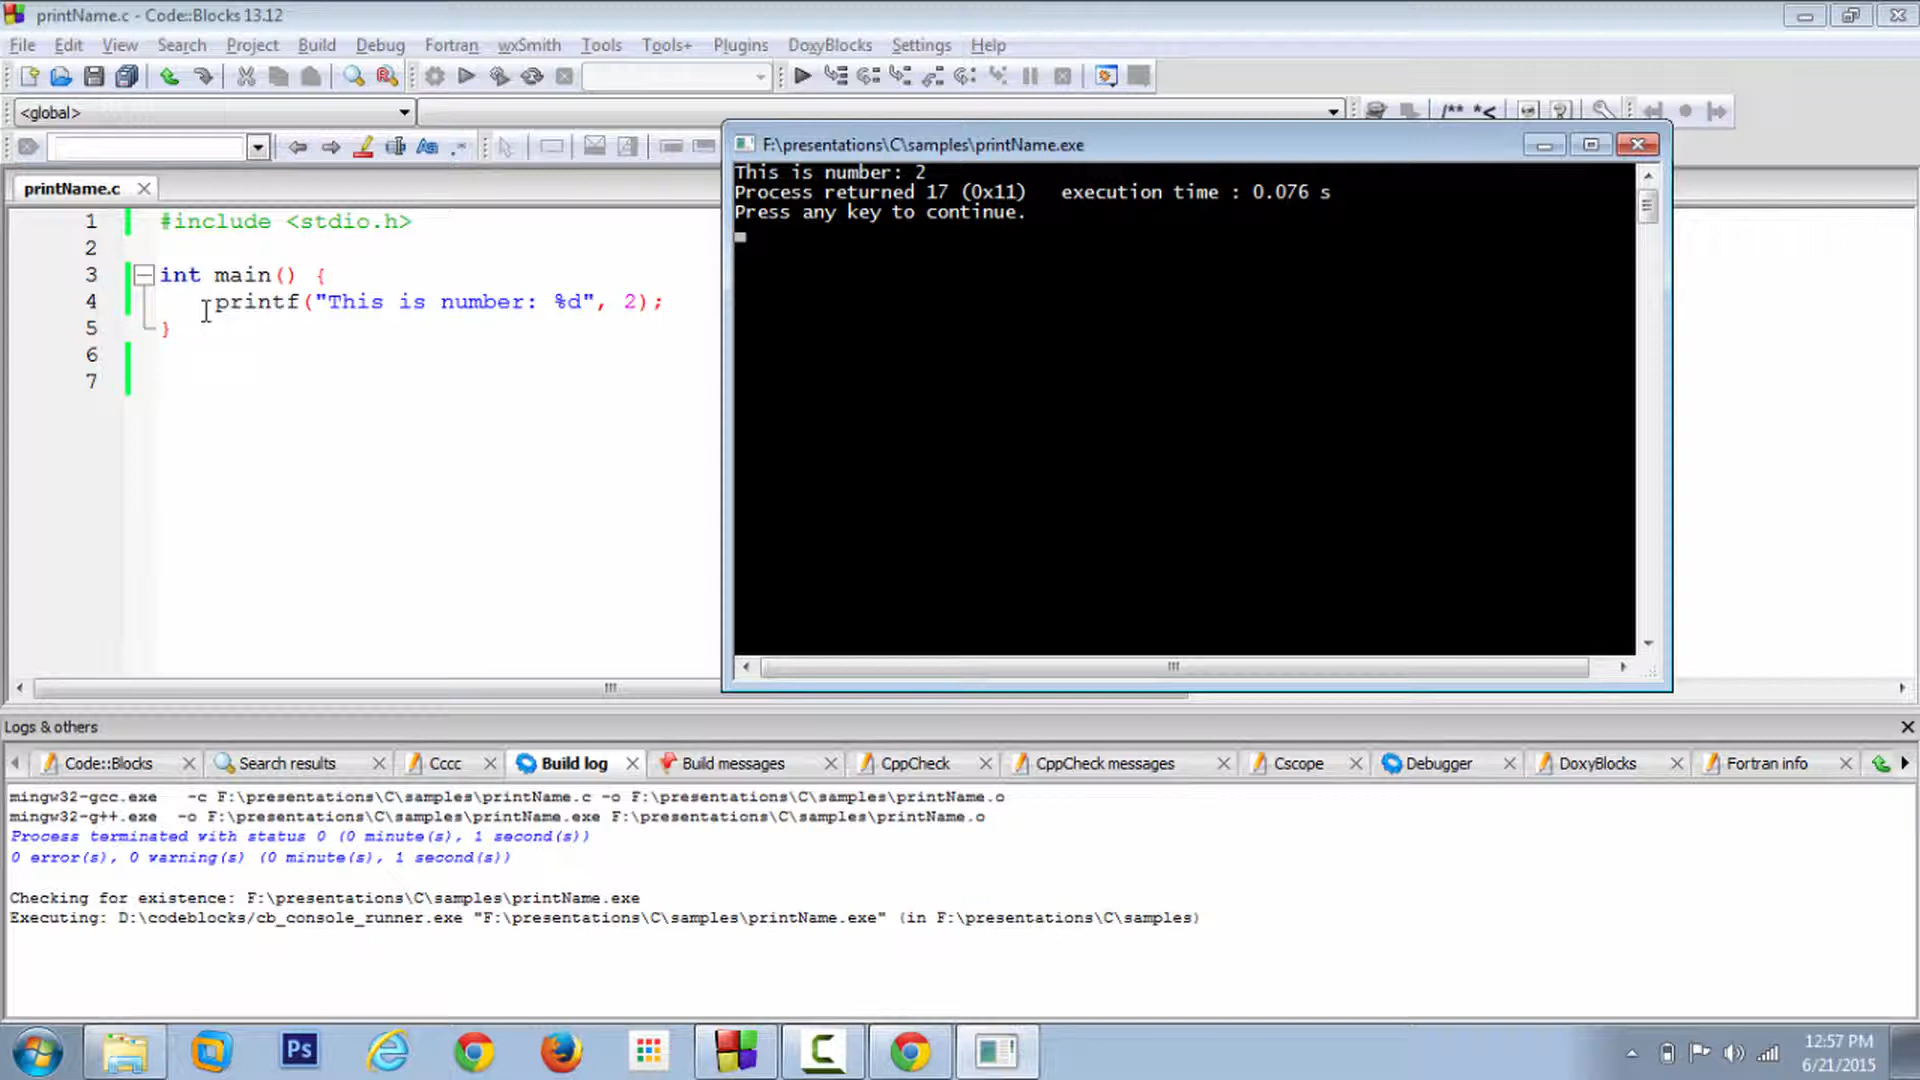 printName.c - Code::Blocks 13.12
File Edit View Search Project Build Debug Fortran wxSmith Tools Tools+ Plugins DoxyBlocks Settings Help
<global>
/** *<
printName.c
1 #include <stdio.h>
2
3 int main() {
4 printf("This is number: %d", 2);
5 }
6
7
F:\presentations\C\samples\printName.exe
This is number: 2
Process returned 17 (0x11)   execution time : 0.076 s
Press any key to continue.
Logs & others
Code::Blocks Search results Cccc Build log Build messages CppCheck CppCheck messages Cscope Debugger DoxyBlocks Fortran info
mingw32-gcc.exe   -c F:\presentations\C\samples\printName.c -o F:\presentations\C\samples\printName.o
mingw32-g++.exe  -o F:\presentations\C\samples\printName.exe F:\presentations\C\samples\printName.o
Process terminated with status 0 (0 minute(s), 1 second(s))
0 error(s), 0 warning(s) (0 minute(s), 1 second(s))
Checking for existence: F:\presentations\C\samples\printName.exe
Executing: D:\codeblocks/cb_console_runner.exe "F:\presentations\C\samples\printName.exe" (in F:\presentations\C\samples)
Ps
12:57 PM
6/21/2015